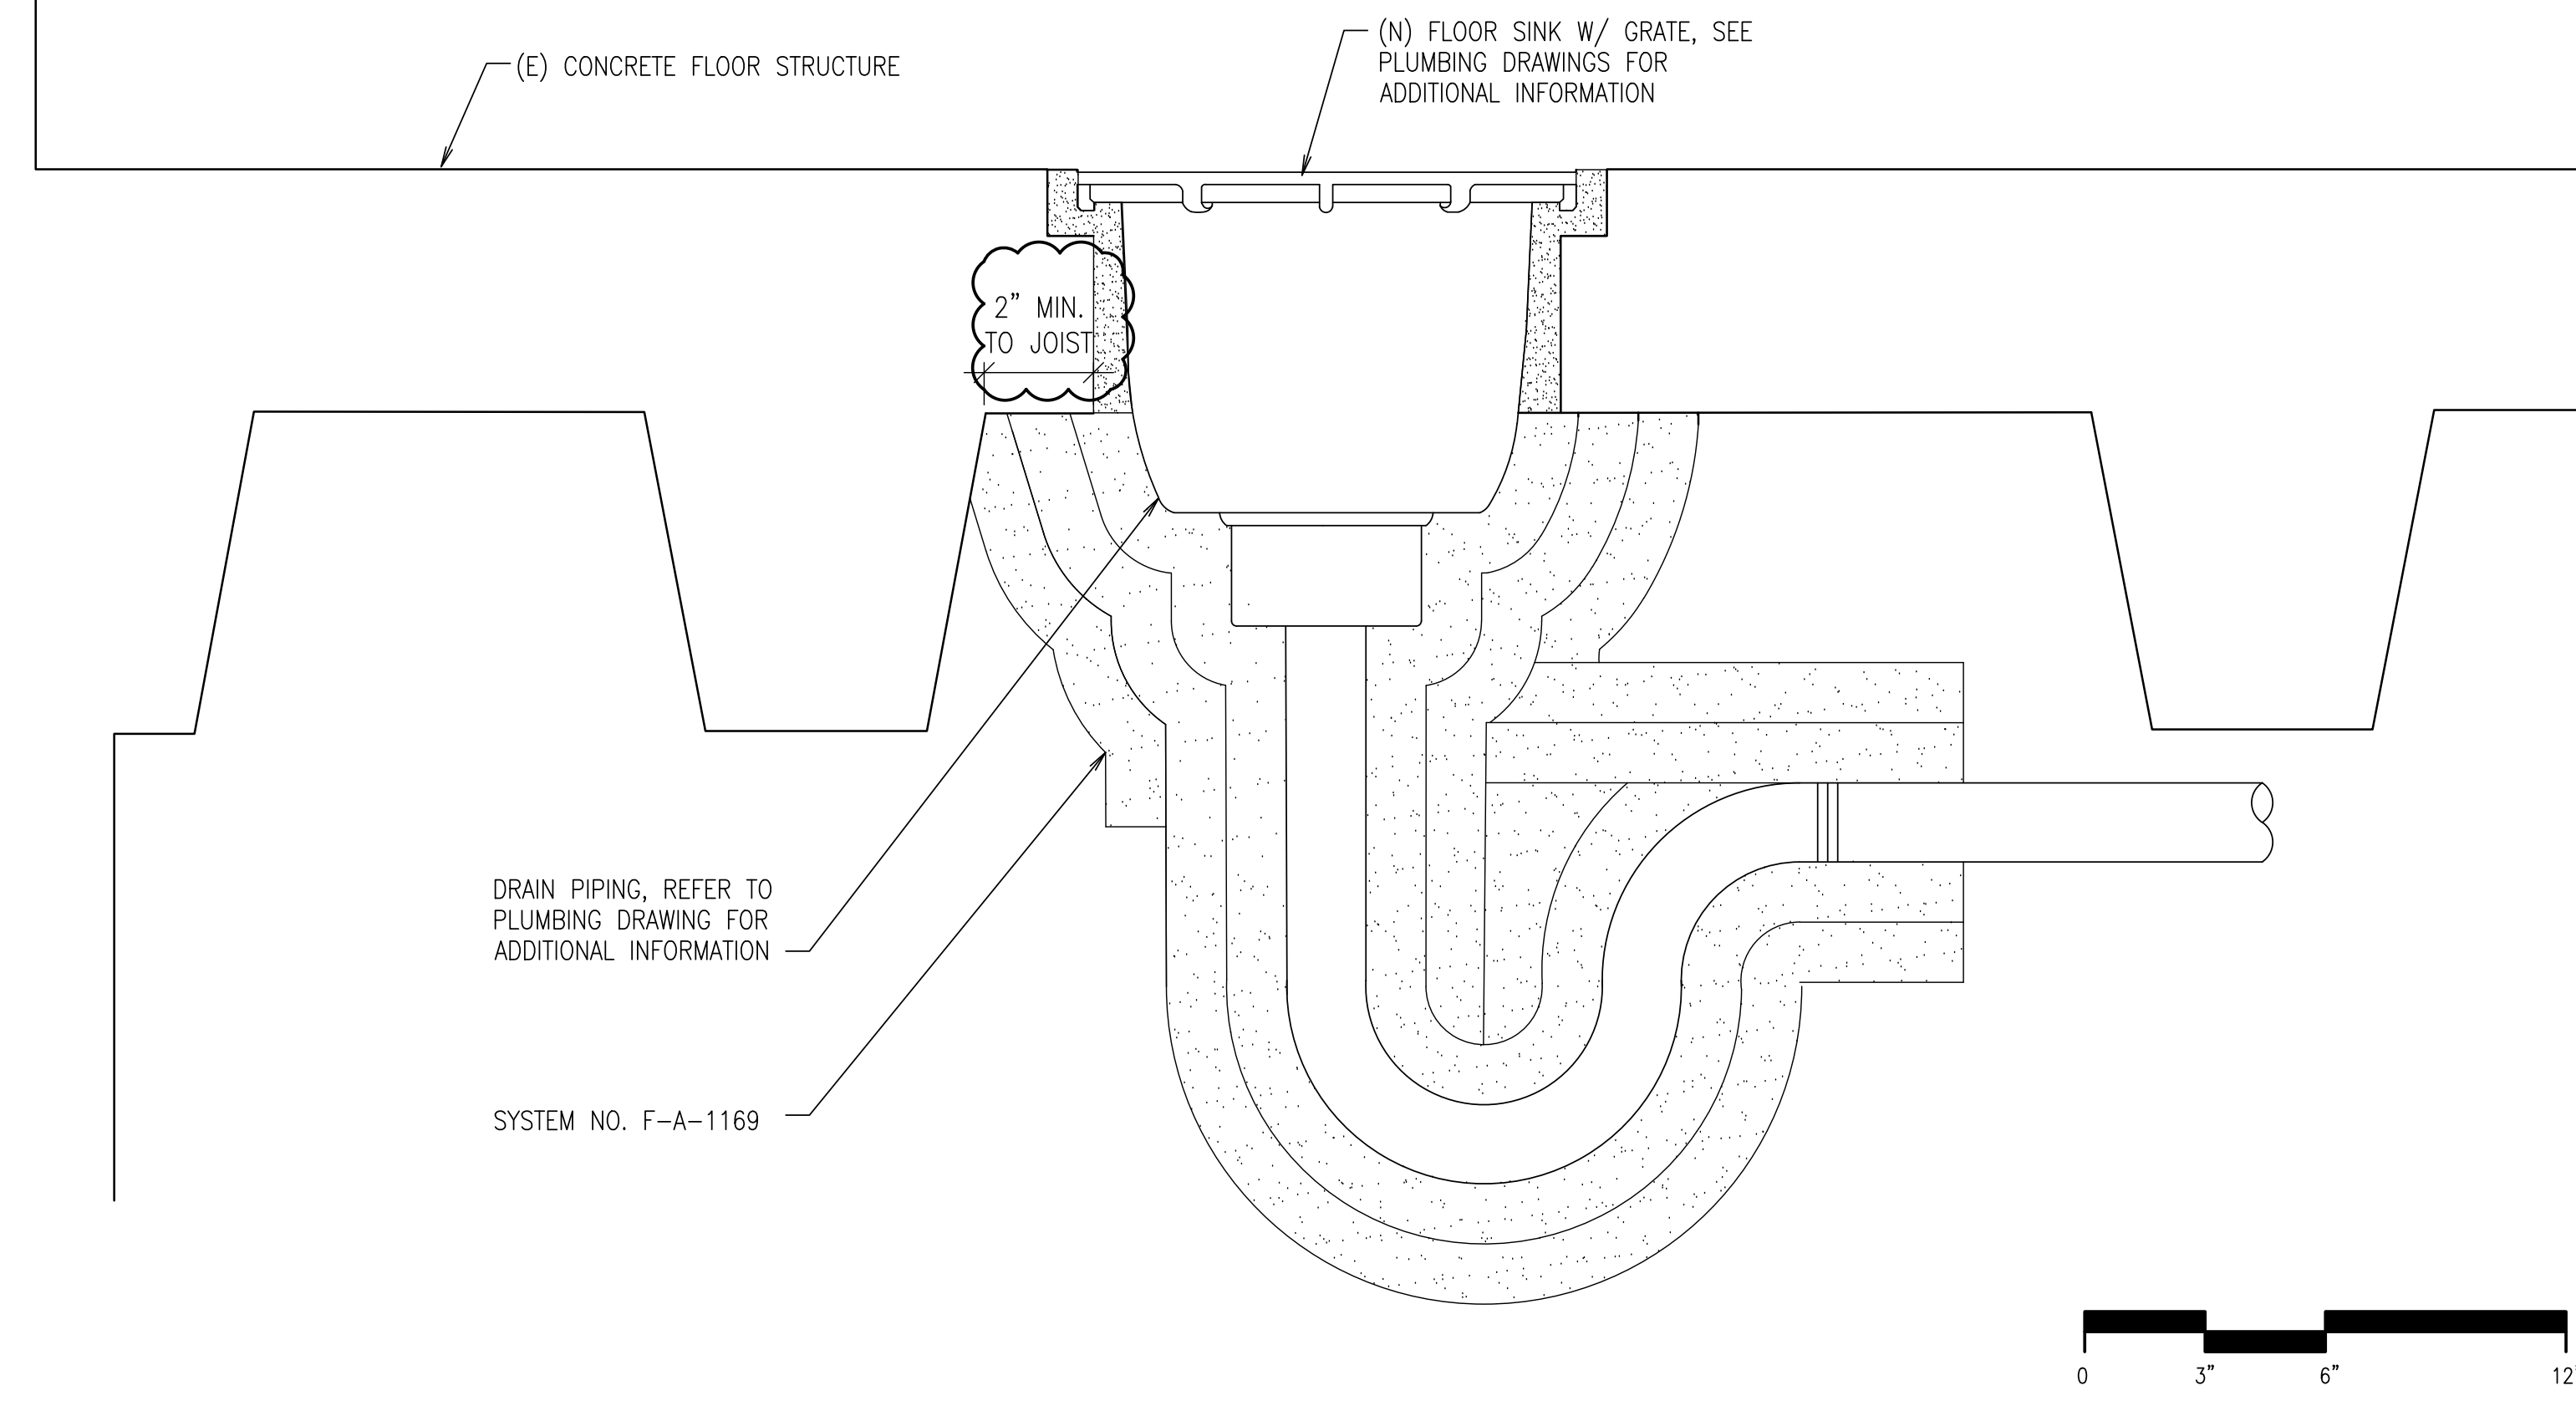 (E) CONCRETE FLOOR STRUCTURE
(N) FLOOR SINK W/ GRATE, SEE
PLUMBING DRAWINGS FOR
ADDITIONAL INFORMATION
2” MIN.
TO JOIST
DRAIN PIPING, REFER TO
PLUMBING DRAWING FOR
ADDITIONAL INFORMATION
SYSTEM NO. F-A-1169
0 3” 6” 12”